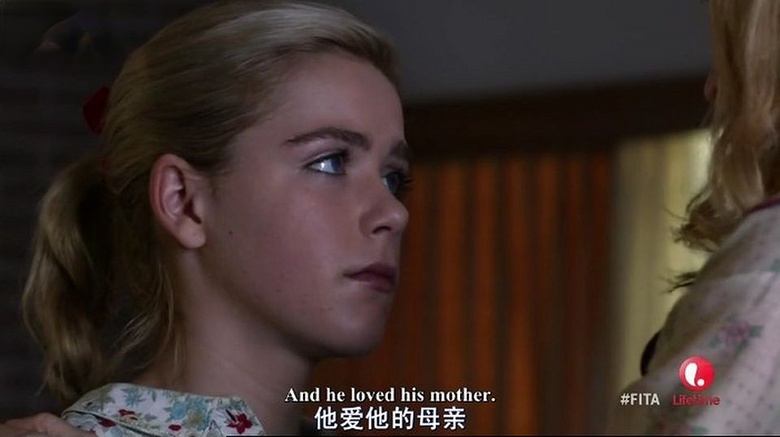 And he loved his mother.
他爱他的母亲
#FITA
Lifetime